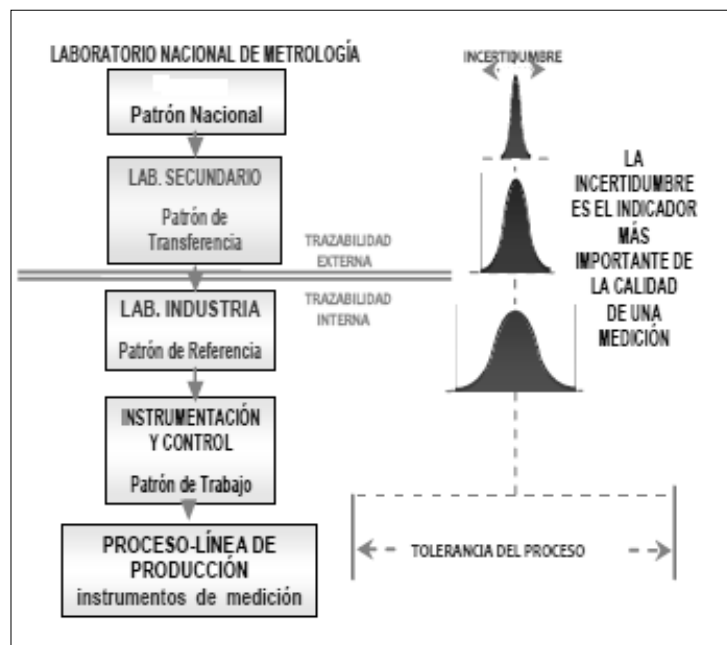 LABORATORIO NACIONAL DE METROLOGÍA
Patrón Nacional
LAB. SECUNDARIO
Patrón de
Transferencia
TRAZABILIDAD
EXTERNA
TRAZABILIDAD
INTERNA
LAB. INDUSTRIA
Patrón de Referencia
INSTRUMENTACIÓN
Y CONTROL
Patrón de Trabajo
PROCESO-LÍNEA DE
PRODUCCIÓN
instrumentos de medición
INCERTIDUMBRE
LA
INCERTIDUMBRE
ES EL INDICADOR
MÁS
IMPORTANTE DE
LA CALIDAD
DE UNA
MEDICIÓN
TOLERANCIA DEL PROCESO